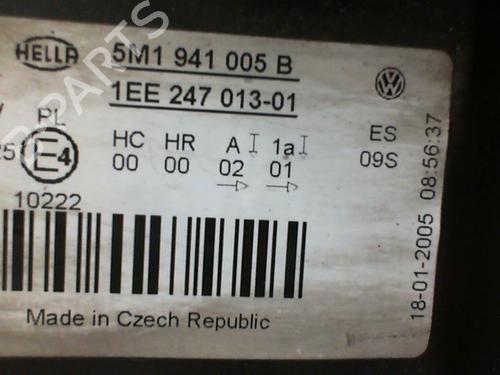 HELLA 5M1 941 005 B
1EE 247 013-01
PL HC HR A 1a ES
E4 00 00 02 01 09S
10222
Made in Czech Republic
18-01-2005 08:56:37